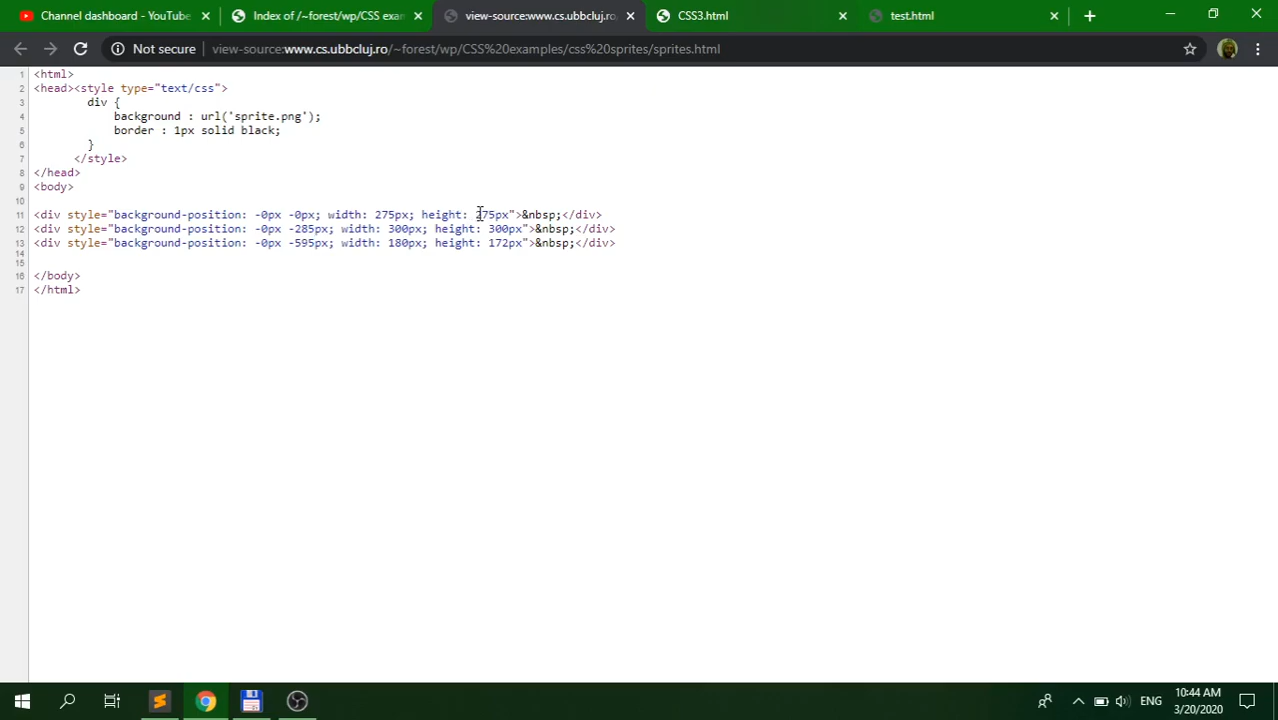 Channel dashboard - YouTube
Index of /~forest/wp/CSS exam
view-source:www.cs.ubbcluj.ro/
CSS3.html
test.html
Not secure view-source:www.cs.ubbcluj.ro/~forest/wp/CSS%20examples/css%20sprites/sprites.html
1 <html>
2 <head><style type="text/css">
3 div {
4 background : url('sprite.png');
5 border : 1px solid black;
6 }
7 </style>
8 </head>
9 <body>
10
11 <div style="background-position: -0px -0px; width: 275px; height: 275px">&nbsp;</div>
12 <div style="background-position: -0px -285px; width: 300px; height: 300px">&nbsp;</div>
13 <div style="background-position: -0px -595px; width: 180px; height: 172px">&nbsp;</div>
14
15
16 </body>
17 </html>
ENG
10:44 AM
3/20/2020